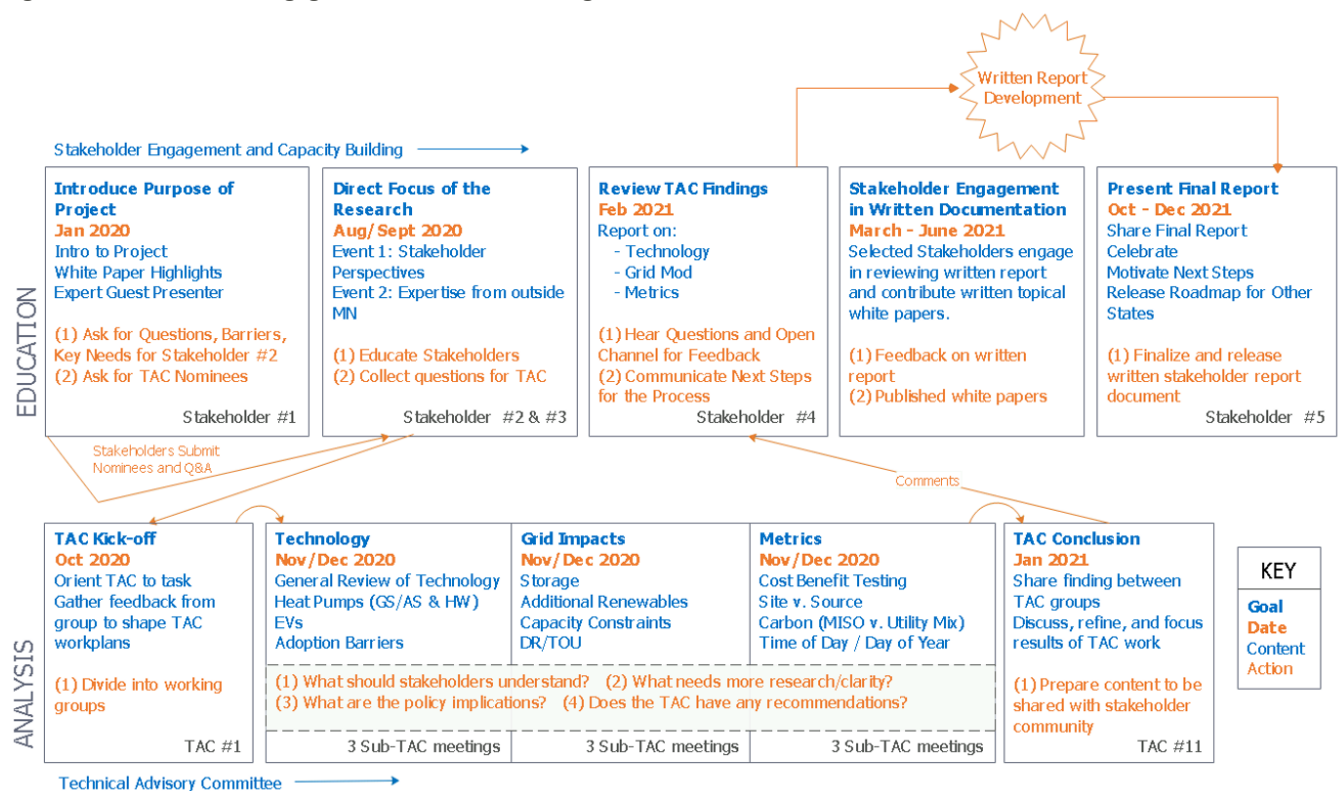 Written Report
Development
Stakeholder Engagement and Capacity Building
EDUCATION
Introduce Purpose of
Project
Jan 2020
Intro to Project
White Paper Highlights
Expert Guest Presenter
(1) Ask for Questions, Barriers,
Key Needs for Stakeholder #2
(2) Ask for TAC Nominees
Stakeholder #1
Direct Focus of the
Research
Aug/Sept 2020
Event 1: Stakeholder
Perspectives
Event 2: Expertise from outside
MN
(1) Educate Stakeholders
(2) Collect questions for TAC
Stakeholder #2 & #3
Review TAC Findings
Feb 2021
Report on:
- Technology
- Grid Mod
- Metrics
(1) Hear Questions and Open
Channel for Feedback
(2) Communicate Next Steps
for the Process
Stakeholder #4
Stakeholder Engagement
in Written Documentation
March - June 2021
Selected Stakeholders engage
in reviewing written report
and contribute written topical
white papers.
(1) Feedback on written
report
(2) Published white papers
Present Final Report
Oct - Dec 2021
Share Final Report
Celebrate
Motivate Next Steps
Release Roadmap for Other
States
(1) Finalize and release
written stakeholder report
document
Stakeholder #5
Stakeholders Submit
Nominees and Q&A
Comments
ANALYSIS
TAC Kick-off
Oct 2020
Orient TAC to task
Gather feedback from
group to shape TAC
workplans
(1) Divide into working
groups
TAC #1
Technology
Nov/Dec 2020
General Review of Technology
Heat Pumps (GS/AS & HW)
EVs
Adoption Barriers
Grid Impacts
Nov/Dec 2020
Storage
Additional Renewables
Capacity Constraints
DR/TOU
Metrics
Nov/Dec 2020
Cost Benefit Testing
Site v. Source
Carbon (MISO v. Utility Mix)
Time of Day / Day of Year
(1) What should stakeholders understand? (2) What needs more research/clarity?
(3) What are the policy implications? (4) Does the TAC have any recommendations?
3 Sub-TAC meetings
3 Sub-TAC meetings
3 Sub-TAC meetings
TAC Conclusion
Jan 2021
Share finding between
TAC groups
Discuss, refine, and focus
results of TAC work
(1) Prepare content to be
shared with stakeholder
community
TAC #11
KEY
Goal
Date
Content
Action
Technical Advisory Committee